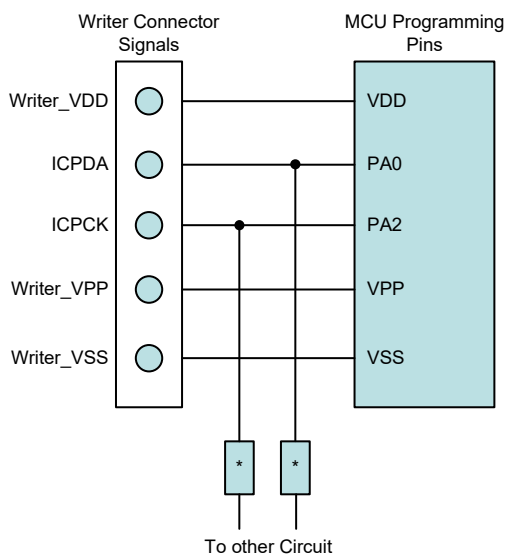 Writer Connector
Signals
MCU Programming
Pins
Writer_VDD
VDD
ICPDA
PA0
ICPCK
PA2
Writer_VPP
VPP
Writer_VSS
VSS
*
*
To other Circuit